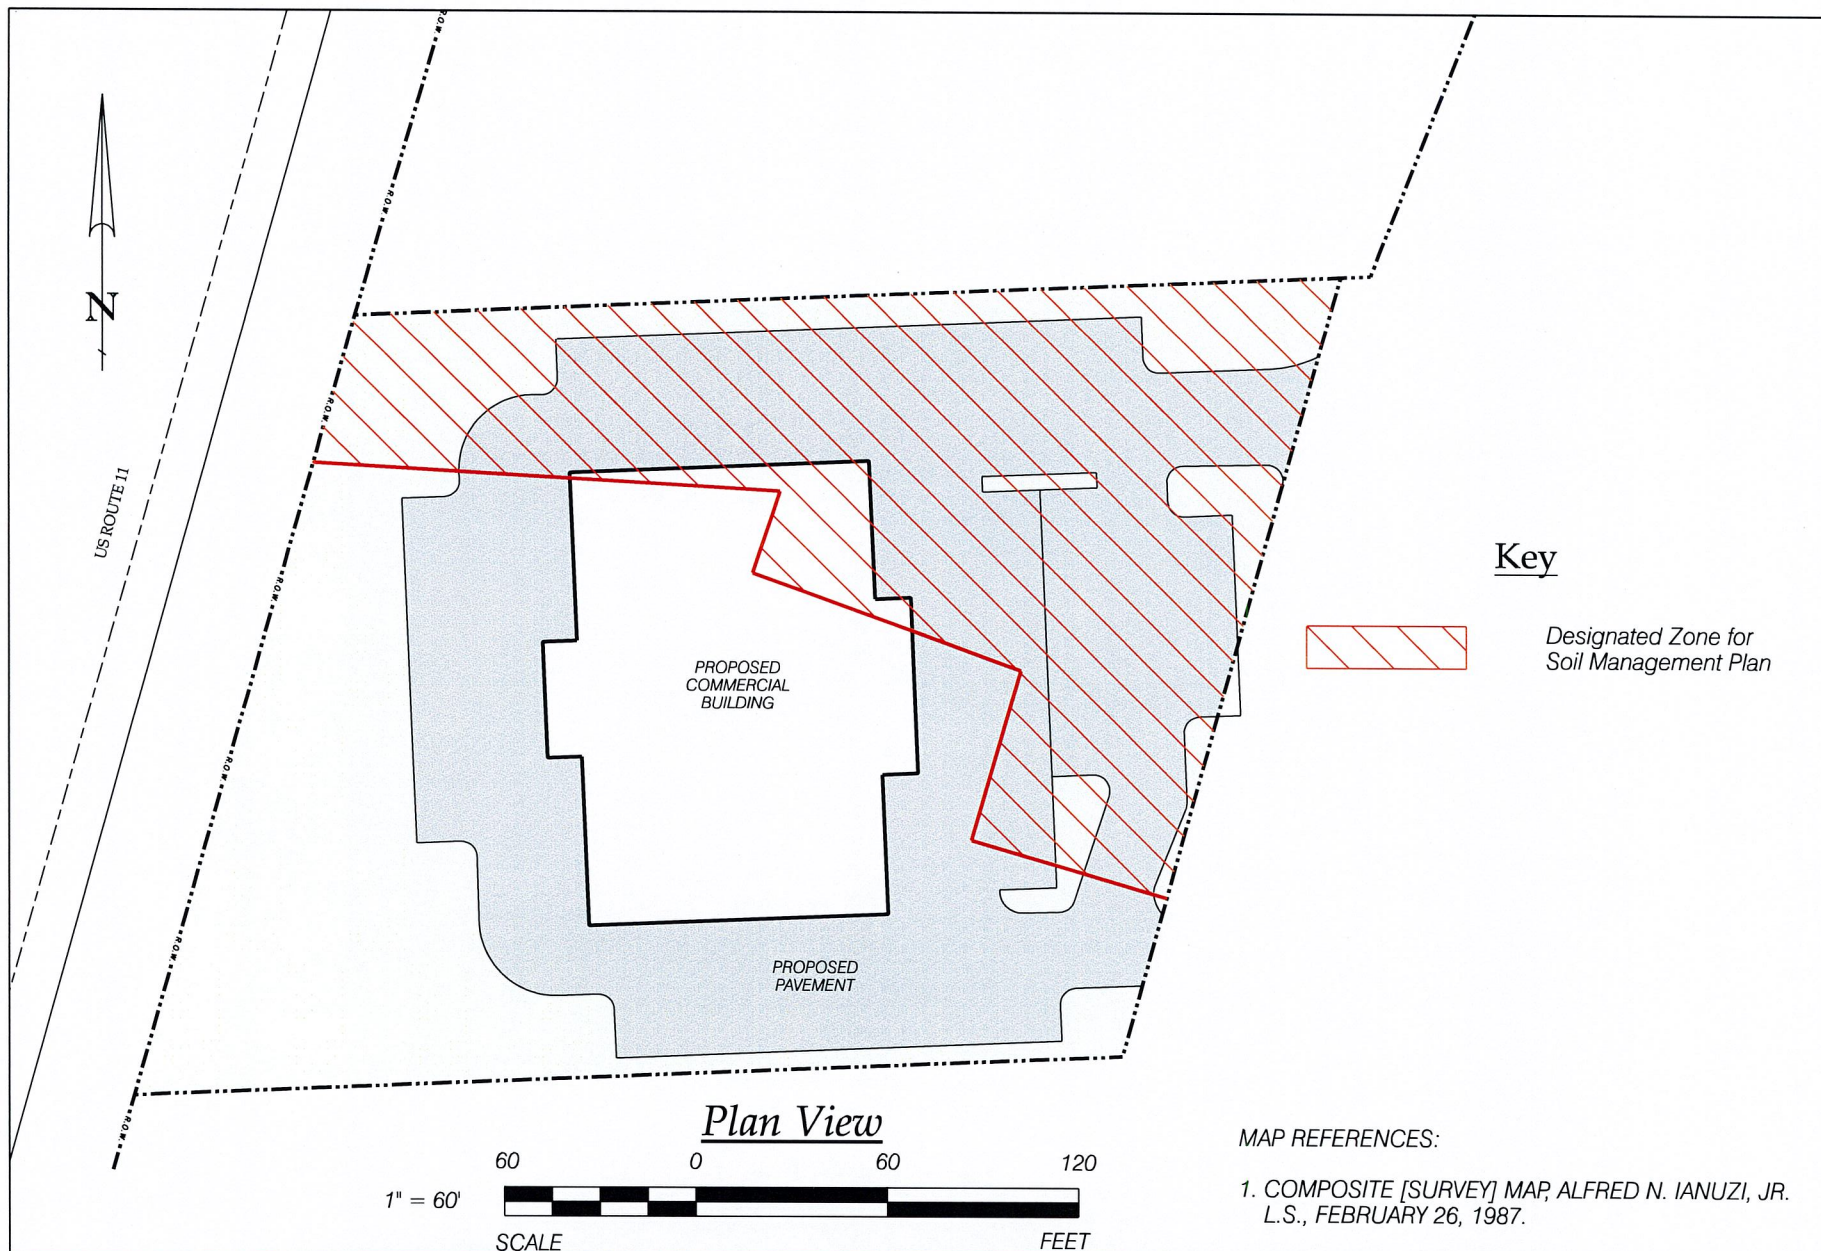 R.O.W.
R.O.W.
N
R.O.W.
US ROUTE 11
Key
R.O.W.
Designated Zone for
Soil Management Plan
PROPOSED
COMMERCIAL
BUILDING
R.O.W.
R.O.W.
PROPOSED
PAVEMENT
R.O.W.
Plan View
60 0 60 120
1" = 60'
SCALE FEET
MAP REFERENCES:
1. COMPOSITE [SURVEY] MAP, ALFRED N. IANUZI, JR.
L.S., FEBRUARY 26, 1987.